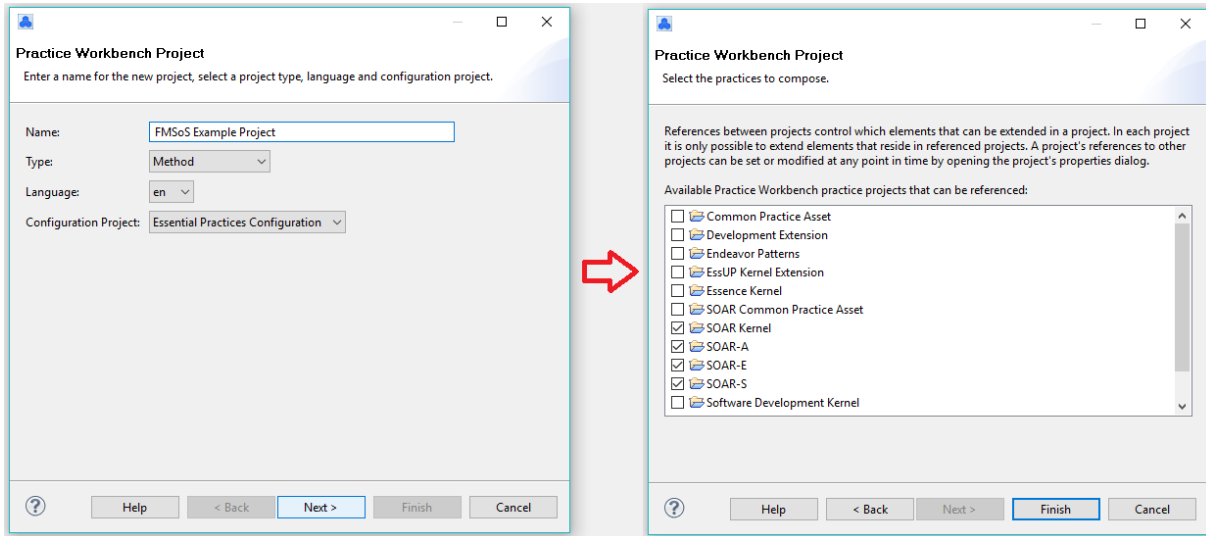 Practice Workbench Project
Enter a name for the new project, select a project type, language and configuration project.
Name: FMSoS Example Project
Type: Method
Language: en
Configuration Project: Essential Practices Configuration
? Help < Back Next > Finish Cancel
Practice Workbench Project
Select the practices to compose.
References between projects control which elements that can be extended in a project. In each project
it is only possible to extend elements that reside in referenced projects. A project's references to other
projects can be set or modified at any point in time by opening the project's properties dialog.
Available Practice Workbench practice projects that can be referenced:
Common Practice Asset
Development Extension
Endeavor Patterns
EssUP Kernel Extension
Essence Kernel
SOAR Common Practice Asset
SOAR Kernel
SOAR-A
SOAR-E
SOAR-S
Software Development Kernel
? Help < Back Next > Finish Cancel